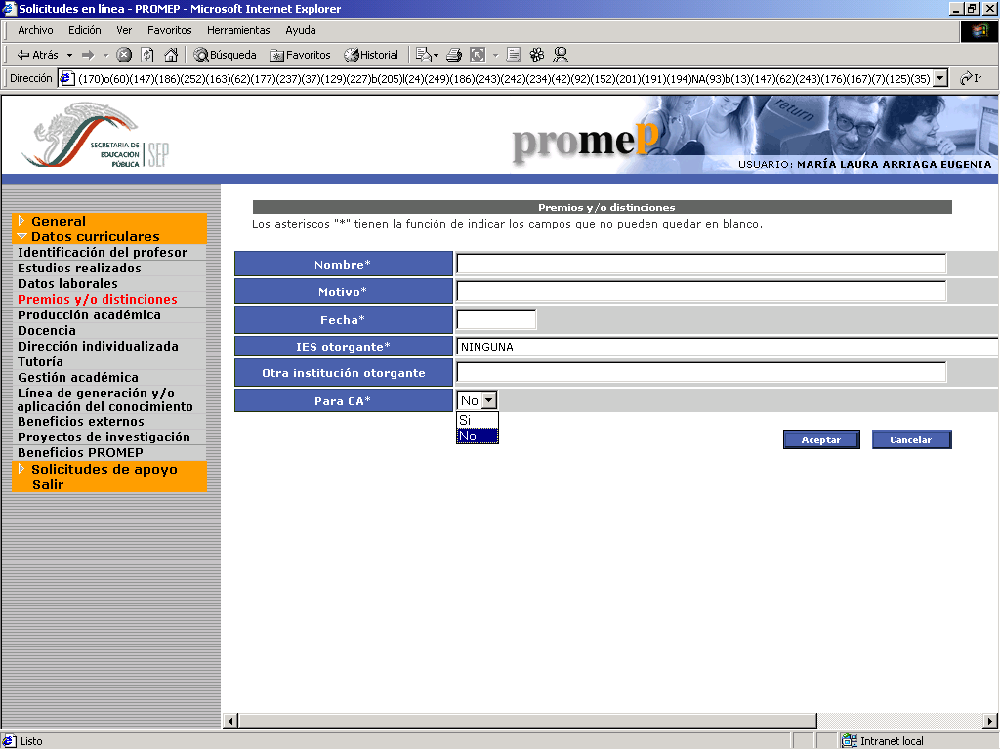 Solicitudes en línea - PROMEP - Microsoft Internet Explorer
Archivo Edición Ver Favoritos Herramientas Ayuda
Atrás Búsqueda Favoritos Historial
Dirección (170)o(60)(147)(186)(252)(163)(62)(177)(237)(37)(129)(227)b(205)l(24)(249)(186)(243)(242)(234)(42)(92)(152)(201)(191)(194)NA(93)b(13)(147)(62)(243)(176)(167)(7)(125)(35) Ir
SECRETARIA DE
EDUCACIÓN
PÚBLICA
SEP
promep
return
USUARIO: MARÍA LAURA ARRIAGA EUGENIA
General
Datos curriculares
Identificación del profesor
Estudios realizados
Datos laborales
Premios y/o distinciones
Producción académica
Docencia
Dirección individualizada
Tutoría
Gestión académica
Línea de generación y/o
aplicación del conocimiento
Beneficios externos
Proyectos de investigación
Beneficios PROMEP
Solicitudes de apoyo
Salir
Premios y/o distinciones
Los asteriscos "*" tienen la función de indicar los campos que no pueden quedar en blanco.
Nombre*
Motivo*
Fecha*
IES otorgante* NINGUNA
Otra institución otorgante
Para CA* No
Si
No
Aceptar Cancelar
Listo Intranet local